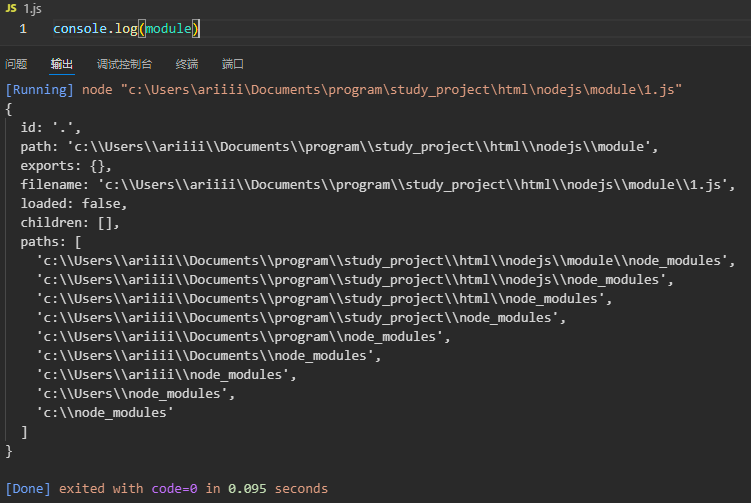 JS 1.js
1 console.log(module)
问题 输出 调试控制台 终端 端口
[Running] node "c:\Users\ariiii\Documents\program\study_project\html\nodejs\module\1.js"
{
  id: '.',
  path: 'c:\\Users\\ariiii\\Documents\\program\\study_project\\html\\nodejs\\module',
  exports: {},
  filename: 'c:\\Users\\ariiii\\Documents\\program\\study_project\\html\\nodejs\\module\\1.js',
  loaded: false,
  children: [],
  paths: [
    'c:\\Users\\ariiii\\Documents\\program\\study_project\\html\\nodejs\\module\\node_modules',
    'c:\\Users\\ariiii\\Documents\\program\\study_project\\html\\nodejs\\node_modules',
    'c:\\Users\\ariiii\\Documents\\program\\study_project\\html\\node_modules',
    'c:\\Users\\ariiii\\Documents\\program\\study_project\\node_modules',
    'c:\\Users\\ariiii\\Documents\\program\\node_modules',
    'c:\\Users\\ariiii\\Documents\\node_modules',
    'c:\\Users\\ariiii\\node_modules',
    'c:\\Users\\node_modules',
    'c:\\node_modules'
  ]
}
[Done] exited with code=0 in 0.095 seconds